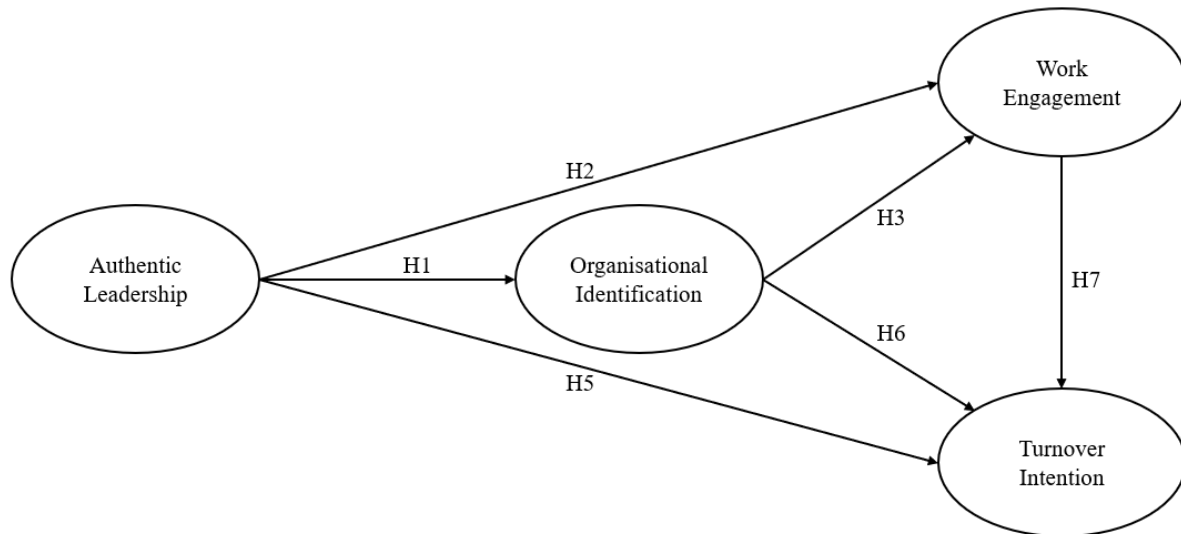 Work
Engagement
H2
H3
Authentic
Leadership
H1
Organisational
Identification
H7
H6
H5
Turnover
Intention